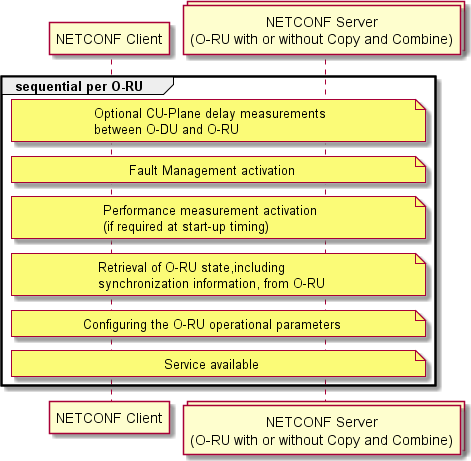 NETCONF Client
NETCONF Server
(O-RU with or without Copy and Combine)
sequential per O-RU
Optional CU-Plane delay measurements
between O-DU and O-RU
Fault Management activation
Performance measurement activation
(if required at start-up timing)
Retrieval of O-RU state,including
synchronization information, from O-RU
Configuring the O-RU operational parameters
Service available
NETCONF Client
NETCONF Server
(O-RU with or without Copy and Combine)